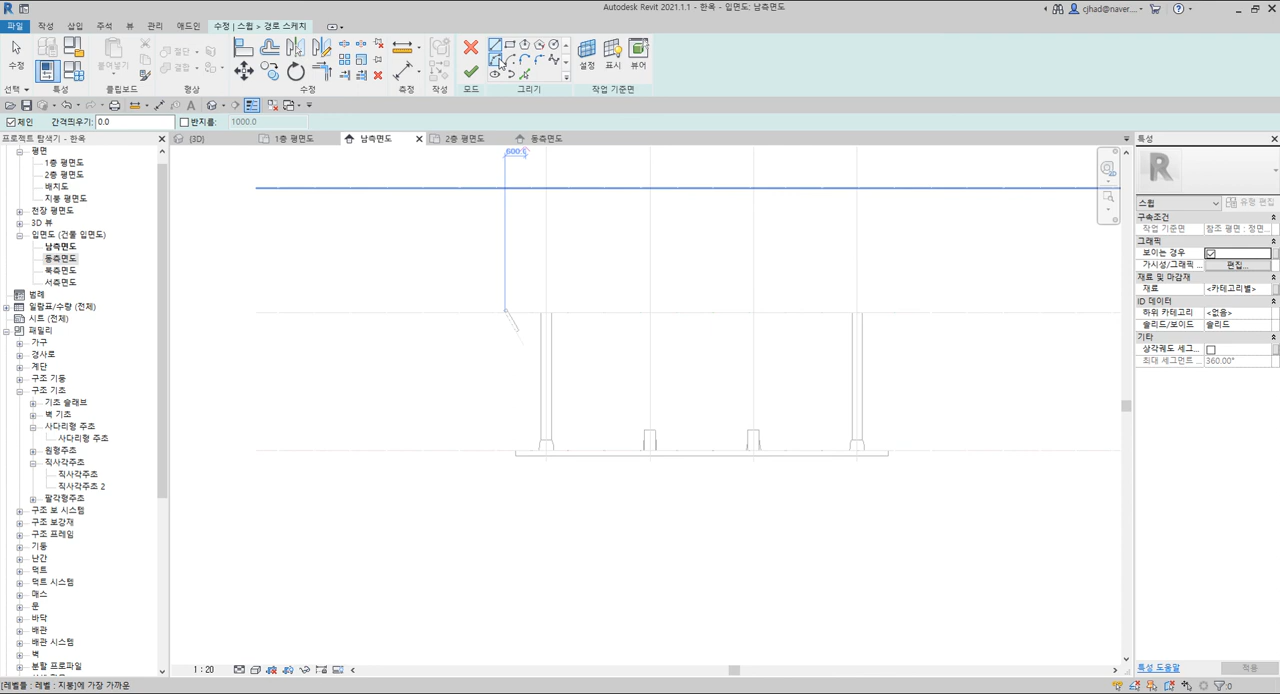 Autodesk Revit 2021.1.1 - 한옥 - 입면도: 남측면도
cjhad@naver....
파일 작성 삽입 주석 뷰 관리 애드인 수정 | 스윕 > 경로 스케치
수정
붙여넣기
절단
결합
설정 표시 뷰어
선택 특성 클립보드 형상 수정 측정 작성 모드 그리기 작업 기준면
체인 간격띄우기: 0.0 반지름: 1000.0
프로젝트 탐색기 - 한옥
(3D) 1층 평면도 남측면도 2층 평면도 동측면도
평면
1층 평면도
2층 평면도
배치도
지붕 평면도
천장 평면도
3D 뷰
입면도 (건물 입면도)
남측면도
동측면도
북측면도
서측면도
범례
일람표/수량 (전체)
시트 (전체)
패밀리
가구
경사로
계단
구조 기둥
구조 기초
기초 슬래브
벽 기초
사다리형 주초
사다리형 주초
원형주초
직사각주초
직사각주초
직사각주초 2
팔각형주초
구조 보 시스템
구조 보강재
구조 프레임
기둥
난간
덕트
덕트 시스템
매스
문
바닥
배관
배관 시스템
벽
분할 프로파일
1 : 20
특성
스윕
유형 편집
구속조건
작업 기준면 참조 평면 : 정면...
그래픽
보이는 경우
가시성/그래픽 ... 편집...
재료 및 마감재
재료 <카테고리별>
ID 데이터
하위 카테고리 <없음>
솔리드/보이드 솔리드
기타
상각궤도 세그...
최대 세그먼트 ... 360.00°
특성 도움말 적용
[레벨들 : 레벨 : 지붕]에 가장 가까운
:0